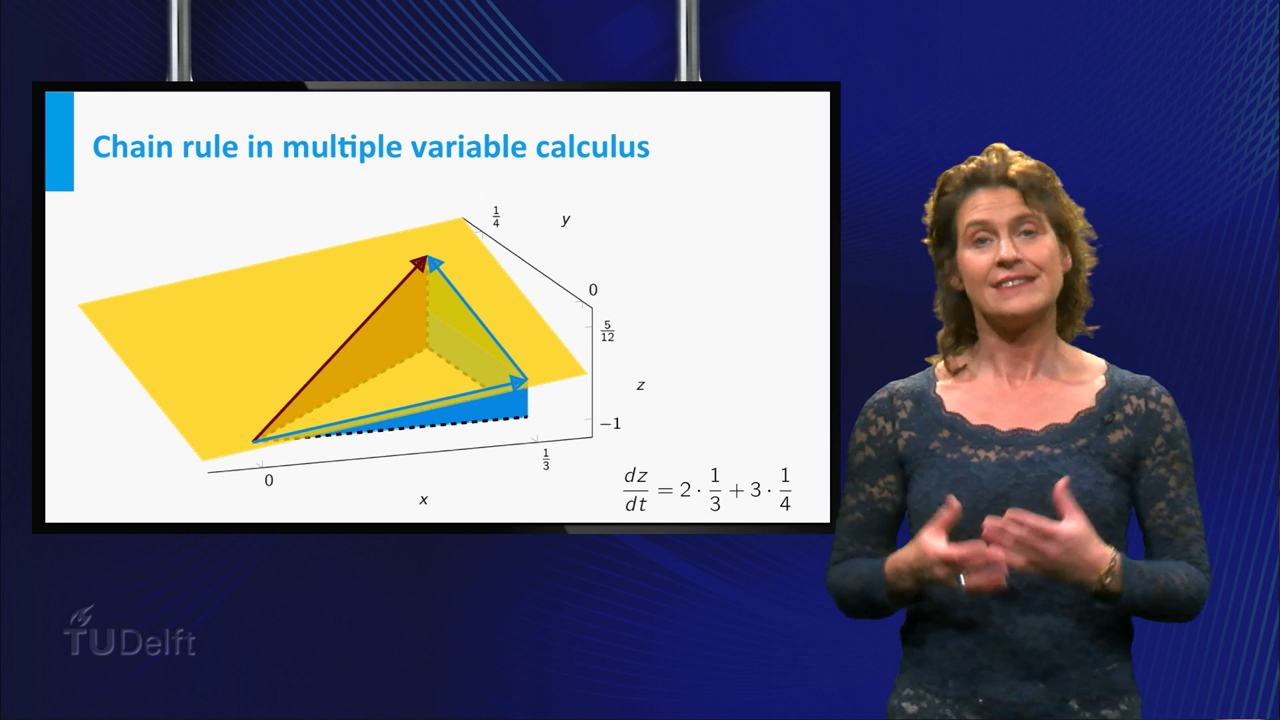 Chain rule in multiple variable calculus
1/4
y
0
5/12
z
−1
1/3
0
x
dz/dt = 2 · 1/3 + 3 · 1/4
TUDelft